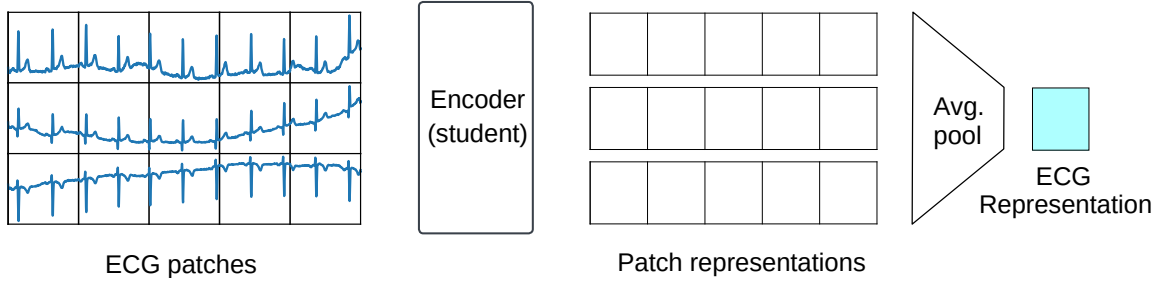 Encoder
(student)
Avg.
pool
ECG
Representation
ECG patches
Patch representations